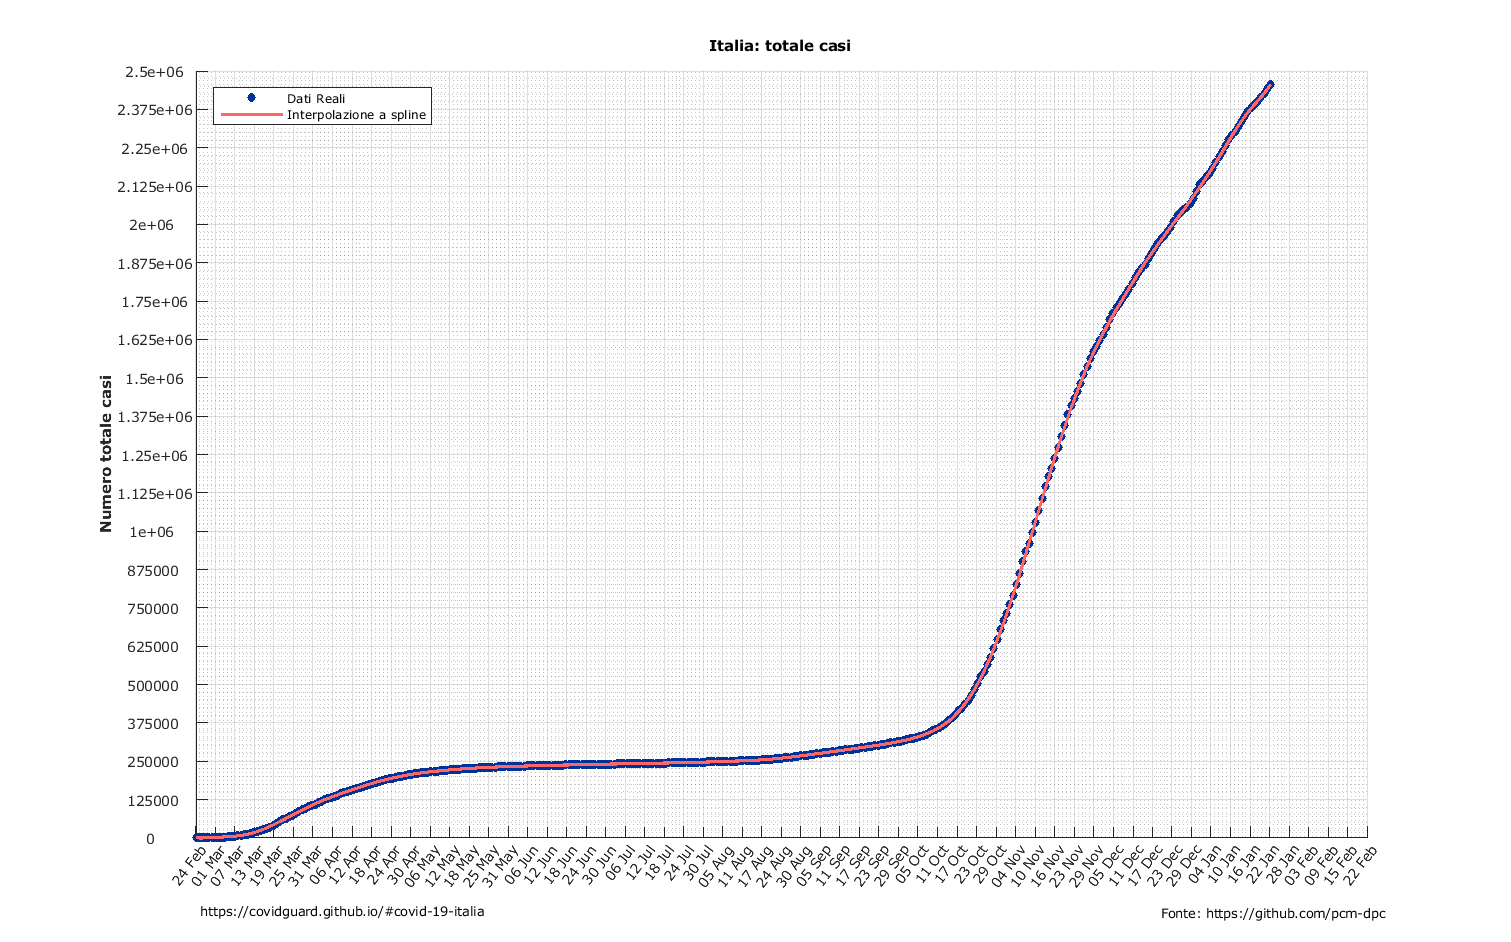 Italia: totale casi
Dati Reali
Interpolazione a spline
Numero totale casi
2.5e+06
2.375e+06
2.25e+06
2.125e+06
2e+06
1.875e+06
1.75e+06
1.625e+06
1.5e+06
1.375e+06
1.25e+06
1.125e+06
1e+06
875000
750000
625000
500000
375000
250000
125000
0
24 Feb
01 Mar
07 Mar
13 Mar
19 Mar
25 Mar
31 Mar
06 Apr
12 Apr
18 Apr
24 Apr
30 Apr
06 May
12 May
18 May
25 May
31 May
06 Jun
12 Jun
18 Jun
24 Jun
30 Jun
06 Jul
12 Jul
18 Jul
24 Jul
30 Jul
05 Aug
11 Aug
17 Aug
24 Aug
30 Aug
05 Sep
11 Sep
17 Sep
23 Sep
29 Sep
05 Oct
11 Oct
17 Oct
23 Oct
29 Oct
04 Nov
10 Nov
16 Nov
23 Nov
29 Nov
05 Dec
11 Dec
17 Dec
23 Dec
29 Dec
04 Jan
10 Jan
16 Jan
22 Jan
28 Jan
03 Feb
09 Feb
15 Feb
22 Feb
https://covidguard.github.io/#covid-19-italia
Fonte: https://github.com/pcm-dpc